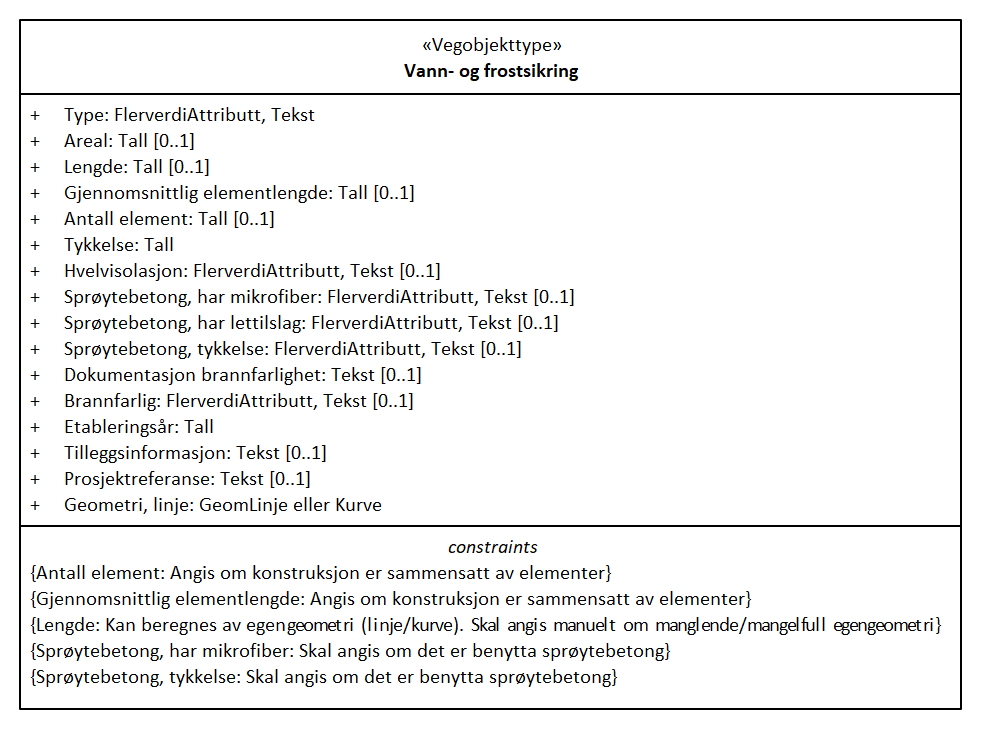 «Vegobjekttype»
Vann- og frostsikring
+ Type: FlerverdiAttributt, Tekst
+ Areal: Tall [0..1]
+ Lengde: Tall [0..1]
+ Gjennomsnittlig elementlengde: Tall [0..1]
+ Antall element: Tall [0..1]
+ Tykkelse: Tall
+ Hvelvisolasjon: FlerverdiAttributt, Tekst [0..1]
+ Sprøytebetong, har mikrofiber: FlerverdiAttributt, Tekst [0..1]
+ Sprøytebetong, har lettilslag: FlerverdiAttributt, Tekst [0..1]
+ Sprøytebetong, tykkelse: FlerverdiAttributt, Tekst [0..1]
+ Dokumentasjon brannfarlighet: Tekst [0..1]
+ Brannfarlig: FlerverdiAttributt, Tekst [0..1]
+ Etableringsår: Tall
+ Tilleggsinformasjon: Tekst [0..1]
+ Prosjektreferanse: Tekst [0..1]
+ Geometri, linje: GeomLinje eller Kurve
constraints
{Antall element: Angis om konstruksjon er sammensatt av elementer}
{Gjennomsnittlig elementlengde: Angis om konstruksjon er sammensatt av elementer}
{Lengde: Kan beregnes av egengeometri (linje/kurve). Skal angis manuelt om manglende/mangelfull egengeometri}
{Sprøytebetong, har mikrofiber: Skal angis om det er benytta sprøytebetong}
{Sprøytebetong, tykkelse: Skal angis om det er benytta sprøytebetong}